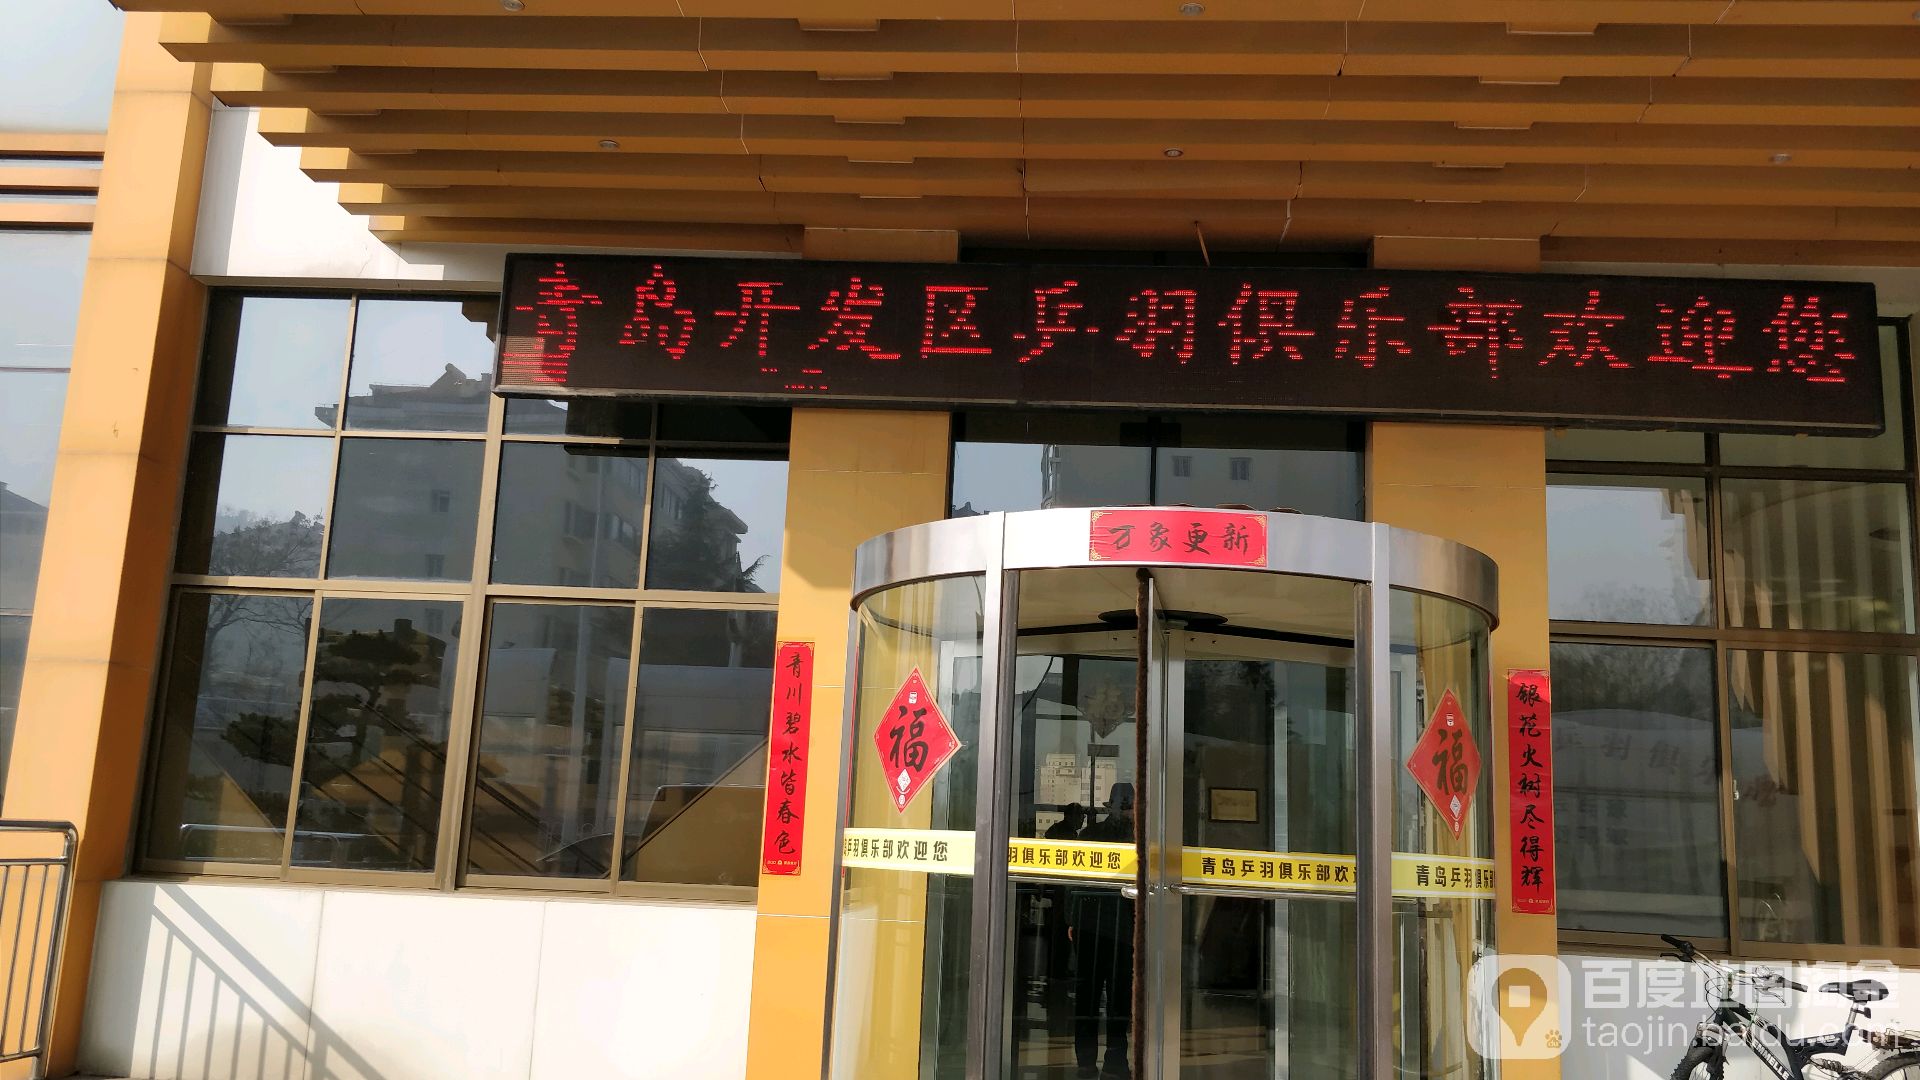 青岛开发区乒羽俱乐部欢迎您
万象更新
青川碧水皆春色
银花火树尽得辉
福
福
乒羽俱乐部欢迎您
羽俱乐部欢迎您
青岛乒羽俱乐部欢
青岛乒羽俱乐部
百度地图淘金
taojin.baidu.com